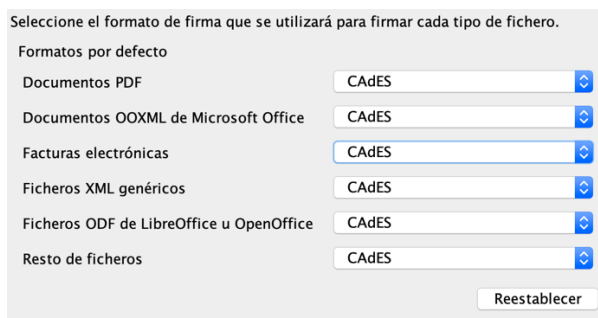 Seleccione el formato de firma que se utilizará para firmar cada tipo de fichero.
Formatos por defecto
Documentos PDF CAdES
Documentos OOXML de Microsoft Office CAdES
Facturas electrónicas CAdES
Ficheros XML genéricos CAdES
Ficheros ODF de LibreOffice u OpenOffice CAdES
Resto de ficheros CAdES
Reestablecer